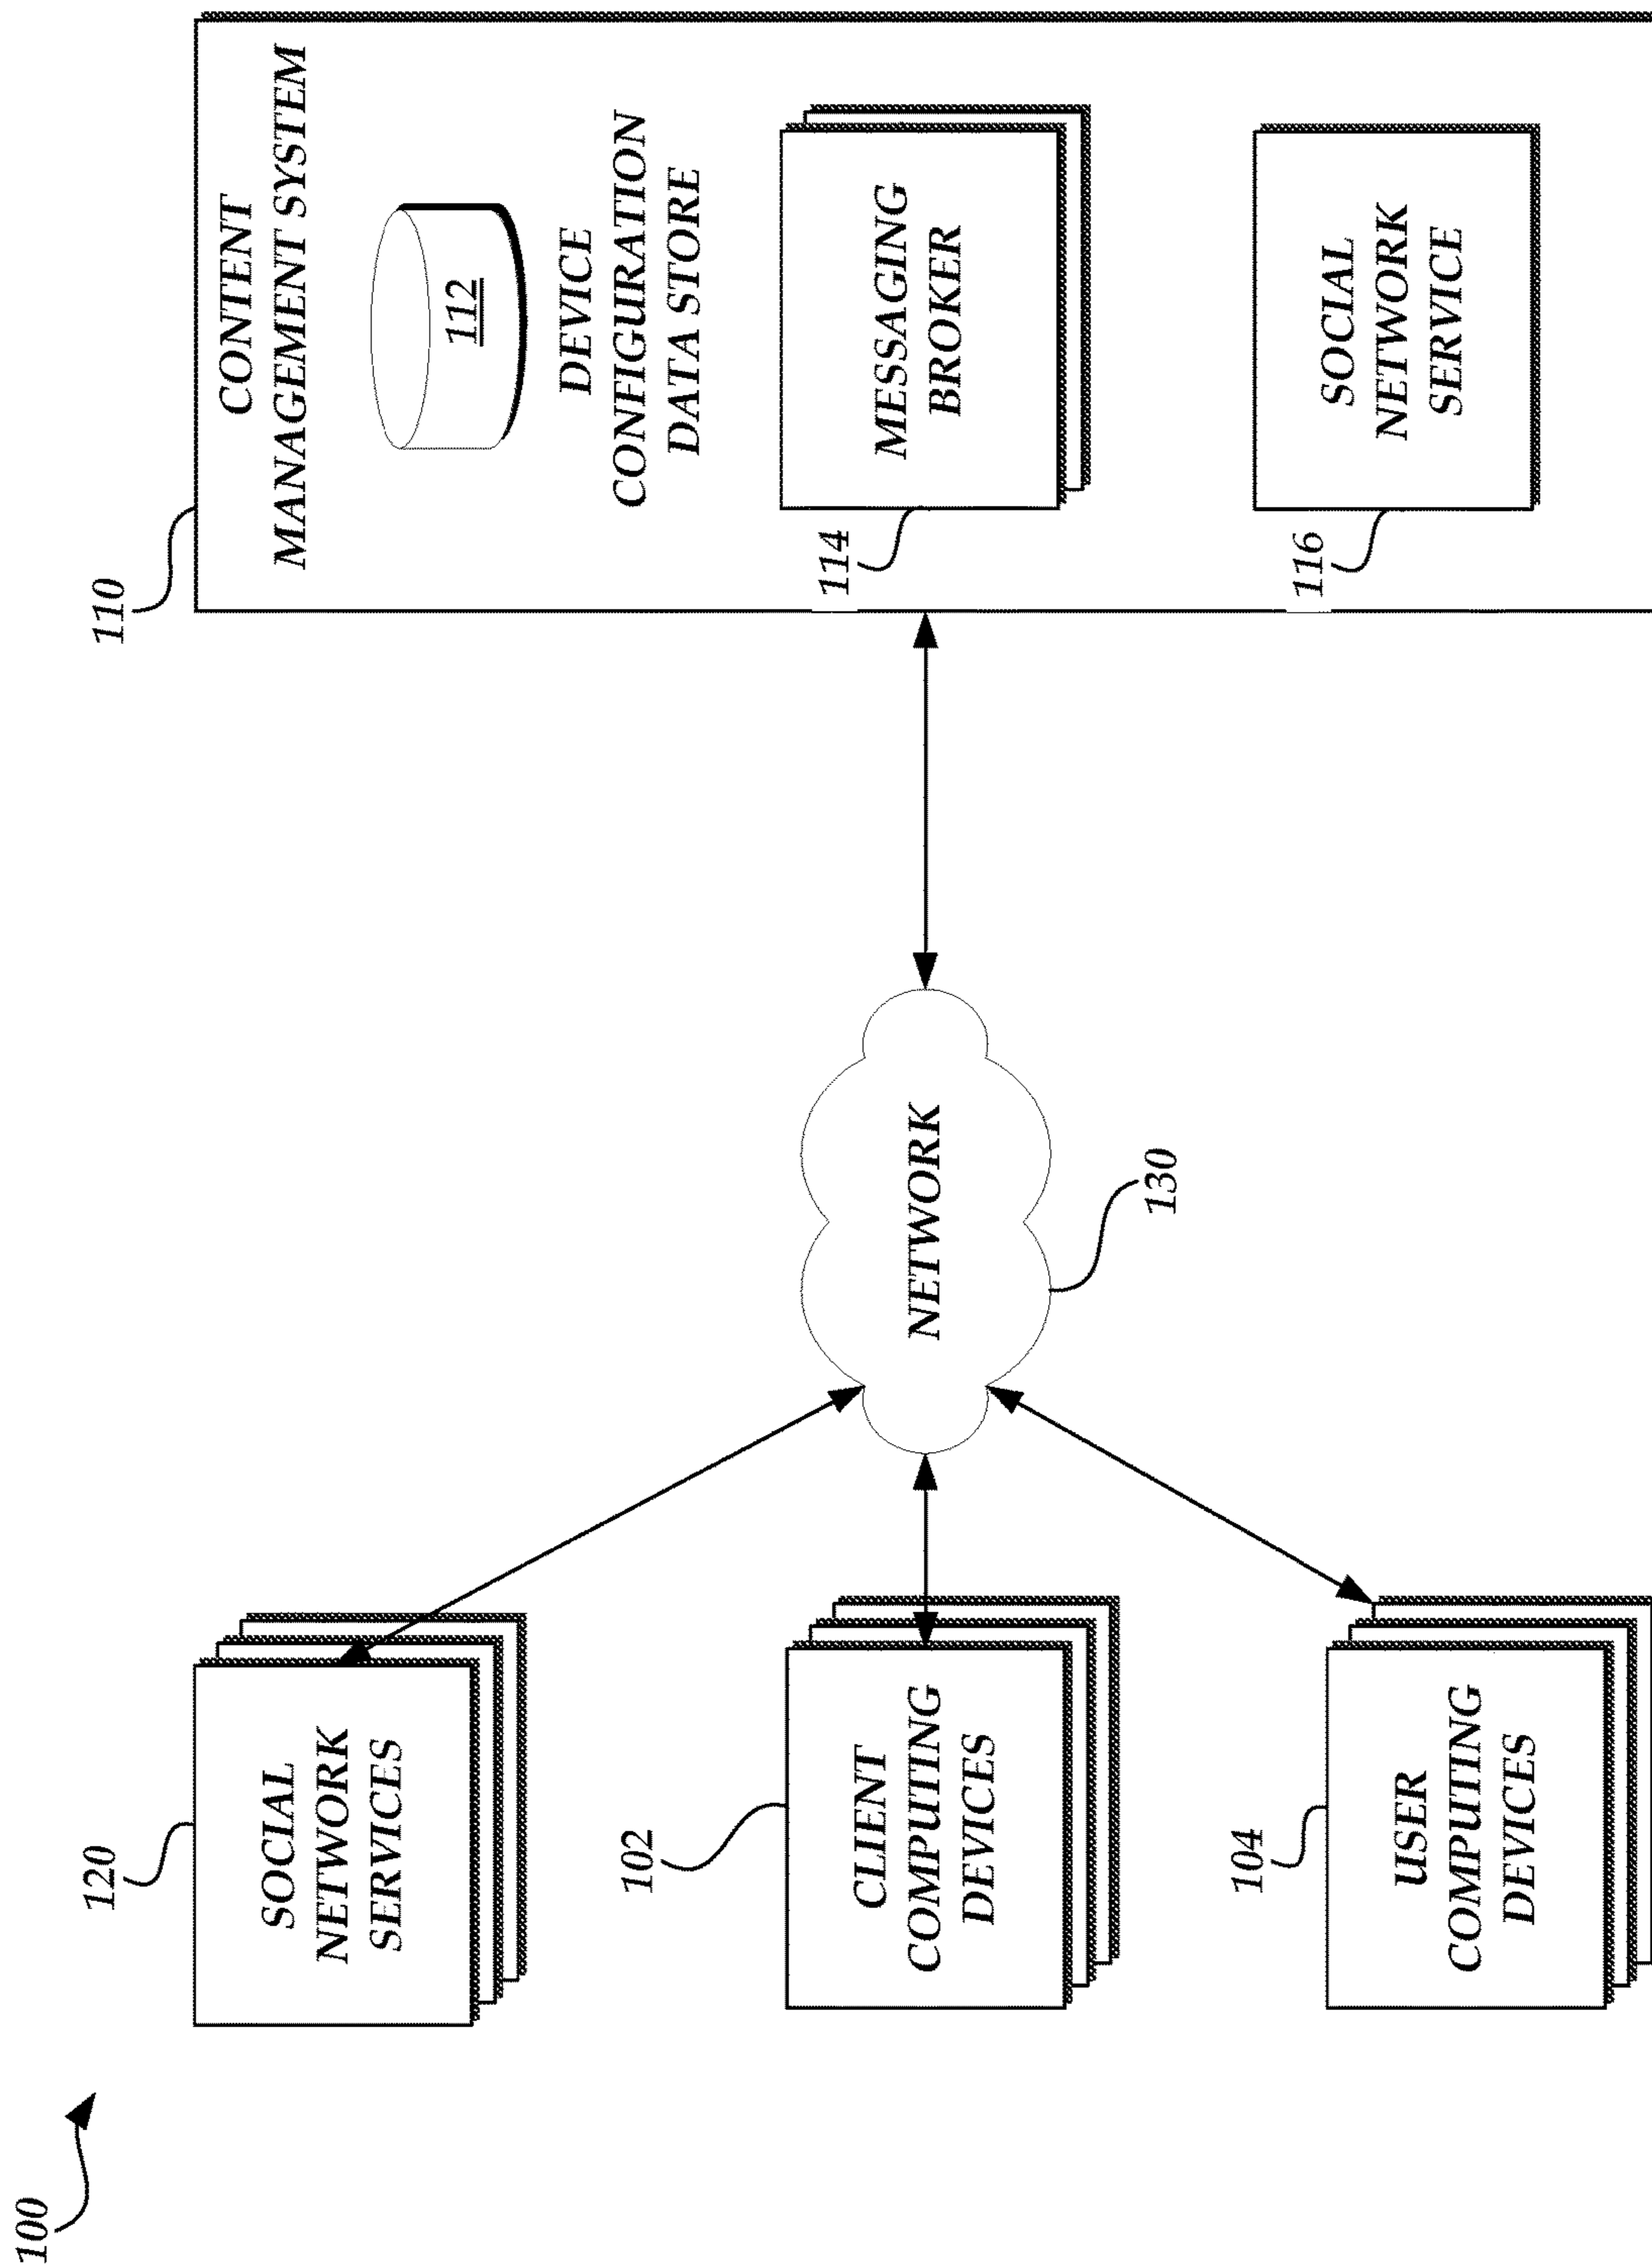 100
120
SOCIAL
NETWORK
SERVICES
102
CLIENT
COMPUTING
DEVICES
104
USER
COMPUTING
DEVICES
NETWORK
130
110
CONTENT
MANAGEMENT SYSTEM
112
DEVICE
CONFIGURATION
DATA STORE
114
MESSAGING
BROKER
116
SOCIAL
NETWORK
SERVICE